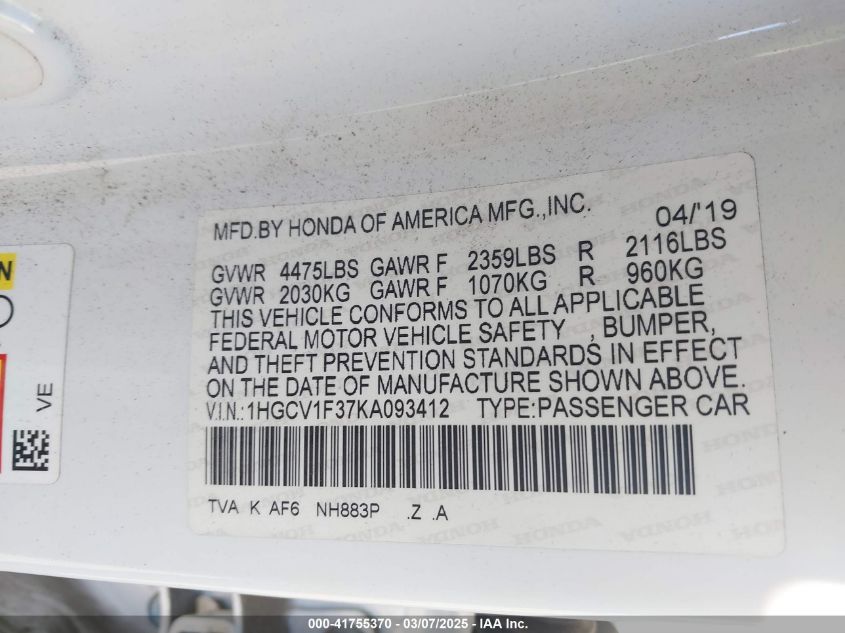 MFD.BY HONDA OF AMERICA MFG.,INC. 04/'19
GVWR 4475LBS GAWR F 2359LBS R 2116LBS
GVWR 2030KG GAWR F 1070KG R 960KG
THIS VEHICLE CONFORMS TO ALL APPLICABLE
FEDERAL MOTOR VEHICLE SAFETY , BUMPER,
AND THEFT PREVENTION STANDARDS IN EFFECT
ON THE DATE OF MANUFACTURE SHOWN ABOVE.
V.I.N.:1HGCV1F37KA093412 TYPE:PASSENGER CAR
TVA K AF6 NH883P .Z .A
VE
000-41755370 - 03/07/2025 - IAA Inc.